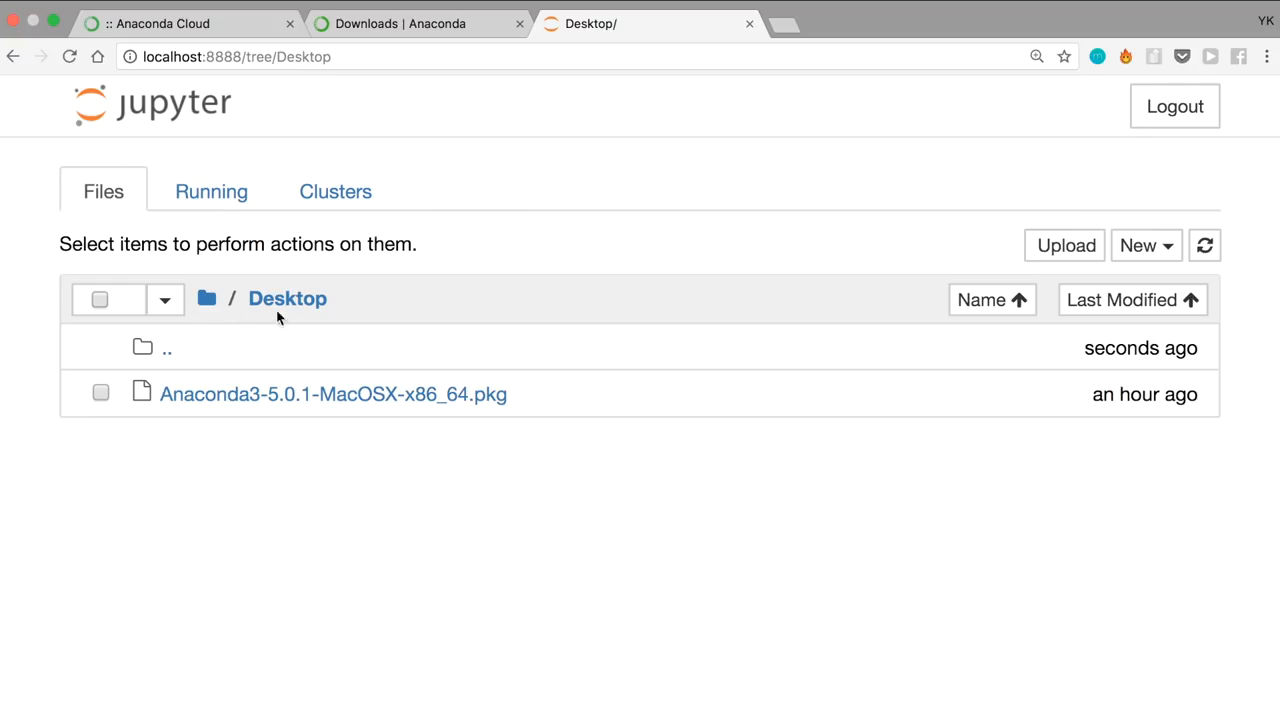 :: Anaconda Cloud
Downloads | Anaconda
Desktop/
YK
localhost:8888/tree/Desktop
jupyter
Logout
Files
Running
Clusters
Select items to perform actions on them.
Upload
New
/ Desktop
Name
Last Modified
..
seconds ago
Anaconda3-5.0.1-MacOSX-x86_64.pkg
an hour ago